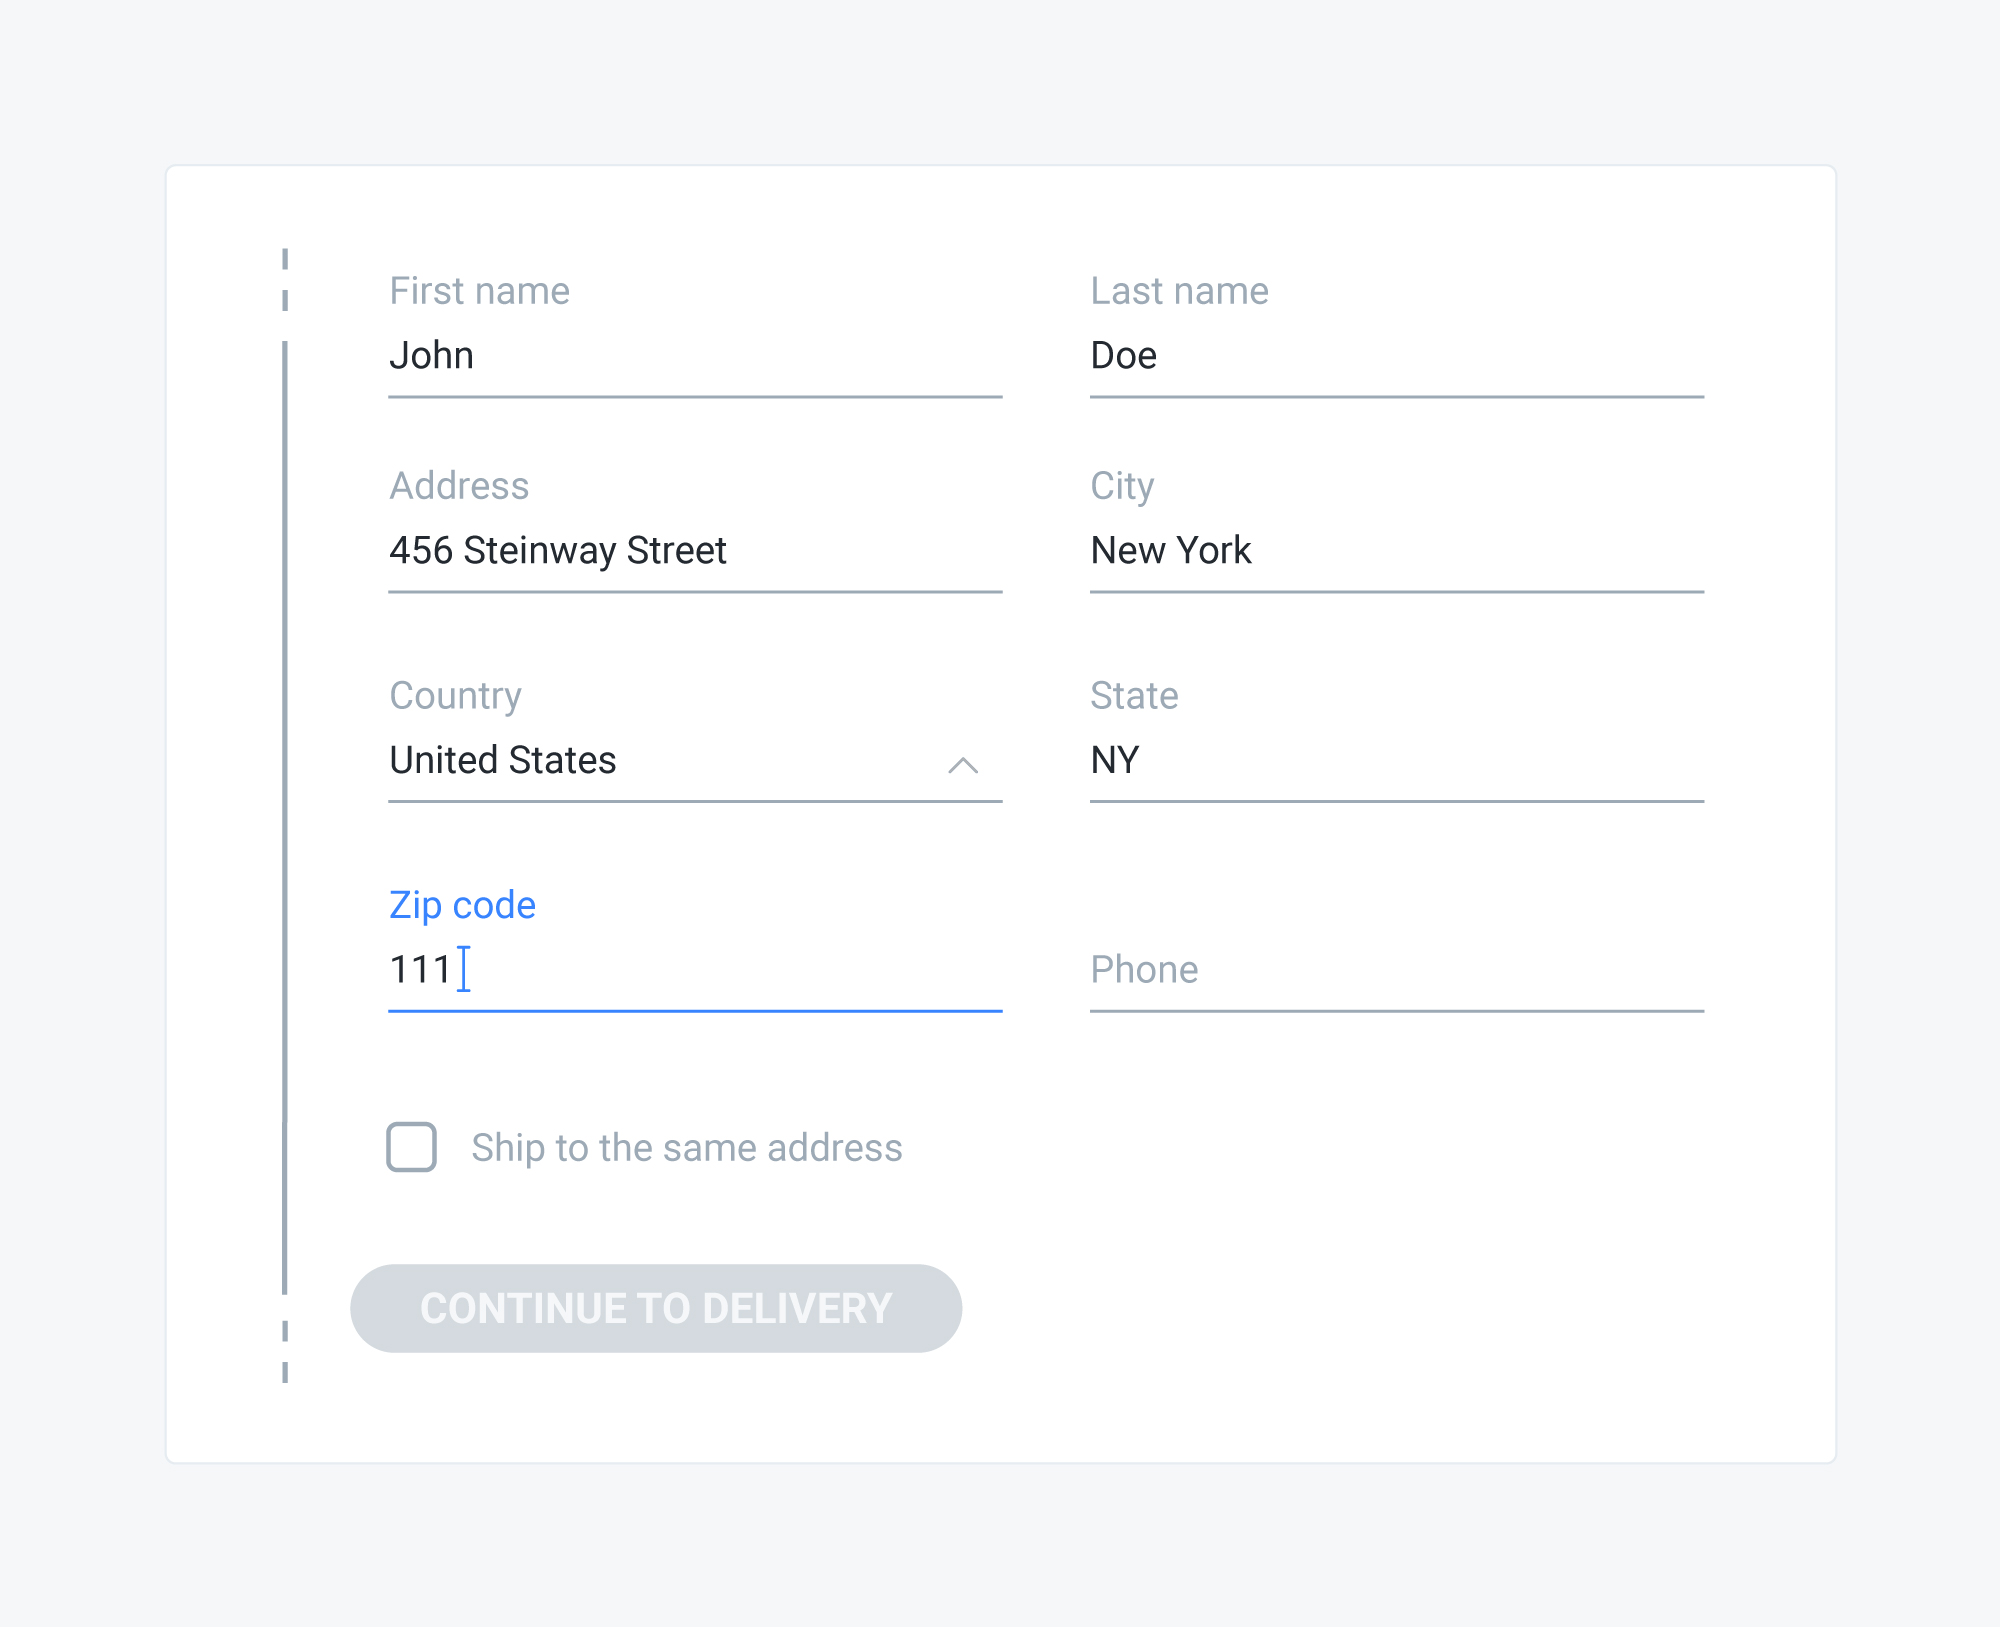 First name
Last name
John
Doe
Address
City
456 Steinway Street
New York
Country
State
United States
NY
Zip code
111
Phone
Ship to the same address
CONTINUE TO DELIVERY